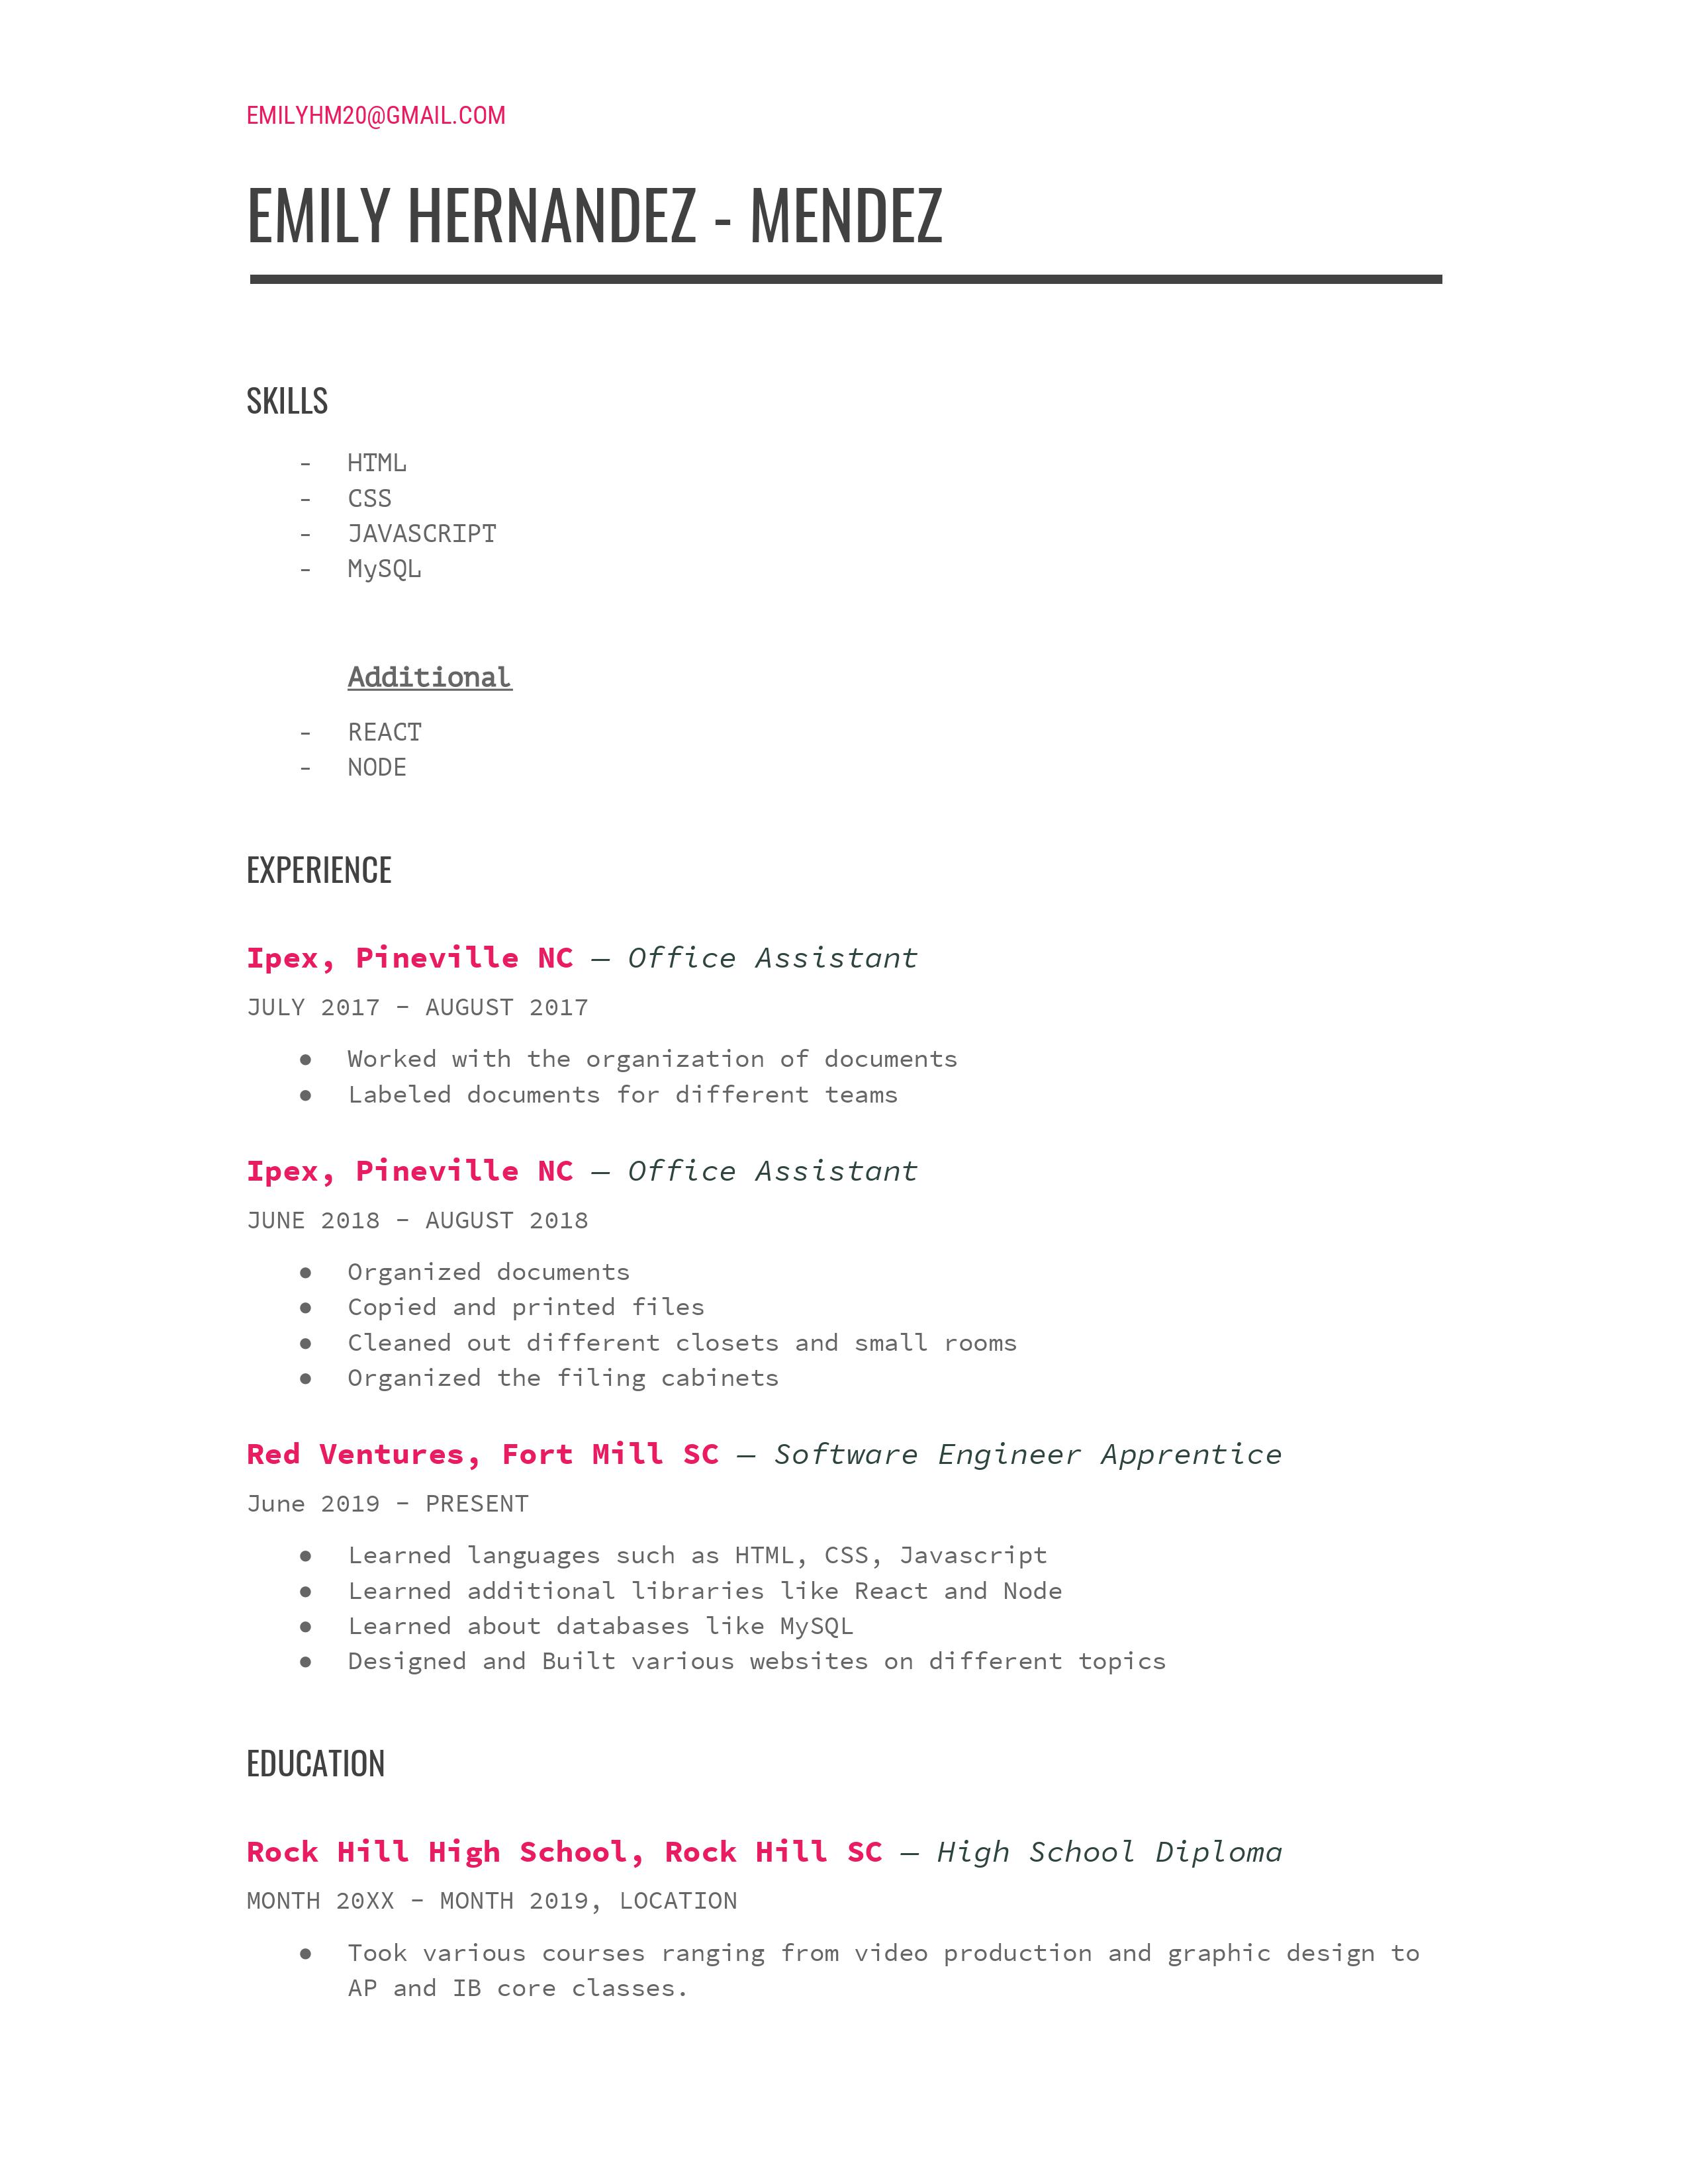 EMILYHM20@GMAIL.COM
EMILY HERNANDEZ - MENDEZ
SKILLS
- HTML
- CSS
- JAVASCRIPT
- MySQL
Additional
- REACT
- NODE
EXPERIENCE
Ipex, Pineville NC — Office Assistant
JULY 2017 - AUGUST 2017
● Worked with the organization of documents
● Labeled documents for different teams
Ipex, Pineville NC — Office Assistant
JUNE 2018 - AUGUST 2018
● Organized documents
● Copied and printed files
● Cleaned out different closets and small rooms
● Organized the filing cabinets
Red Ventures, Fort Mill SC — Software Engineer Apprentice
June 2019 - PRESENT
● Learned languages such as HTML, CSS, Javascript
● Learned additional libraries like React and Node
● Learned about databases like MySQL
● Designed and Built various websites on different topics
EDUCATION
Rock Hill High School, Rock Hill SC — High School Diploma
MONTH 20XX - MONTH 2019, LOCATION
● Took various courses ranging from video production and graphic design to
AP and IB core classes.